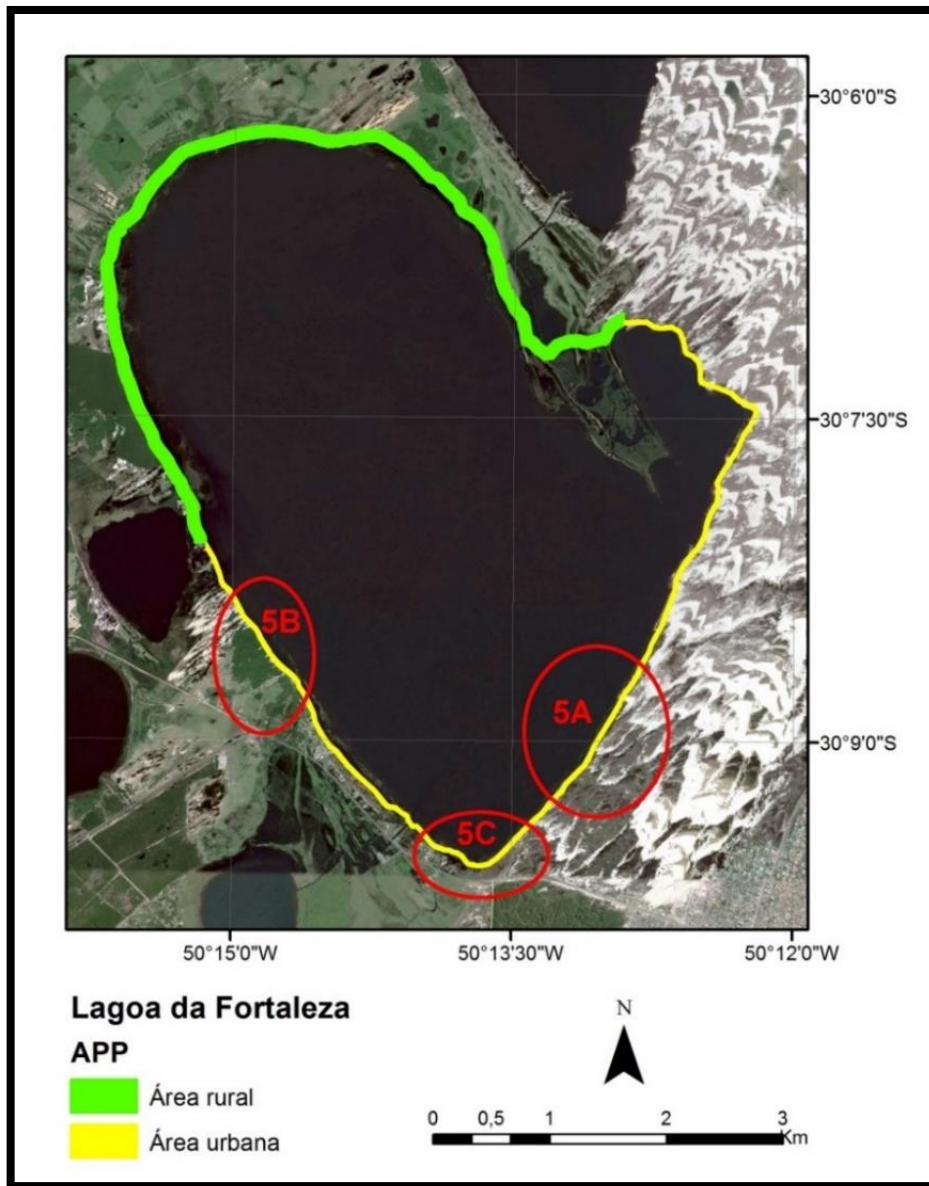 30°6'0"S
30°7'30"S
5B
5A
30°9'0"S
5C
50°15'0"W
50°13'30"W
50°12'0"W
Lagoa da Fortaleza
APP
Área rural
Área urbana
N
0 0,5 1 2 3
Km